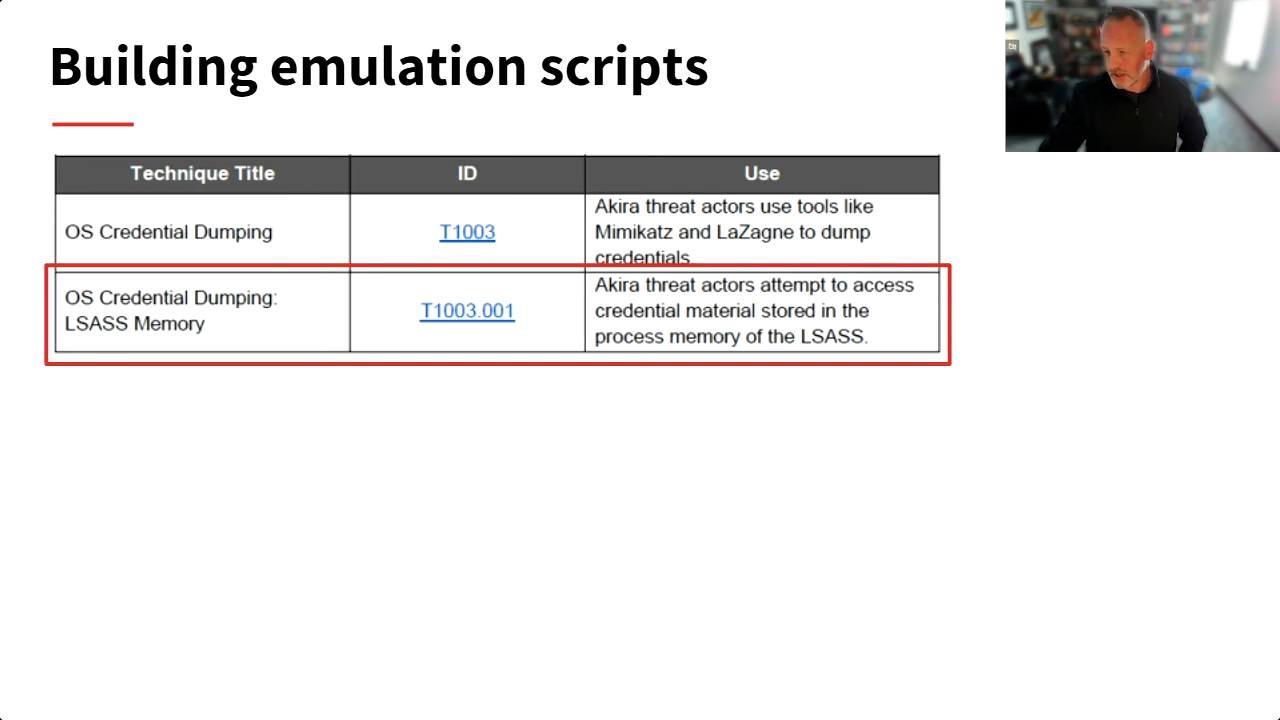 Building emulation scripts
Technique Title
ID
Use
OS Credential Dumping
T1003
Akira threat actors use tools like
Mimikatz and LaZagne to dump
credentials.
OS Credential Dumping:
LSASS Memory
T1003.001
Akira threat actors attempt to access
credential material stored in the
process memory of the LSASS.